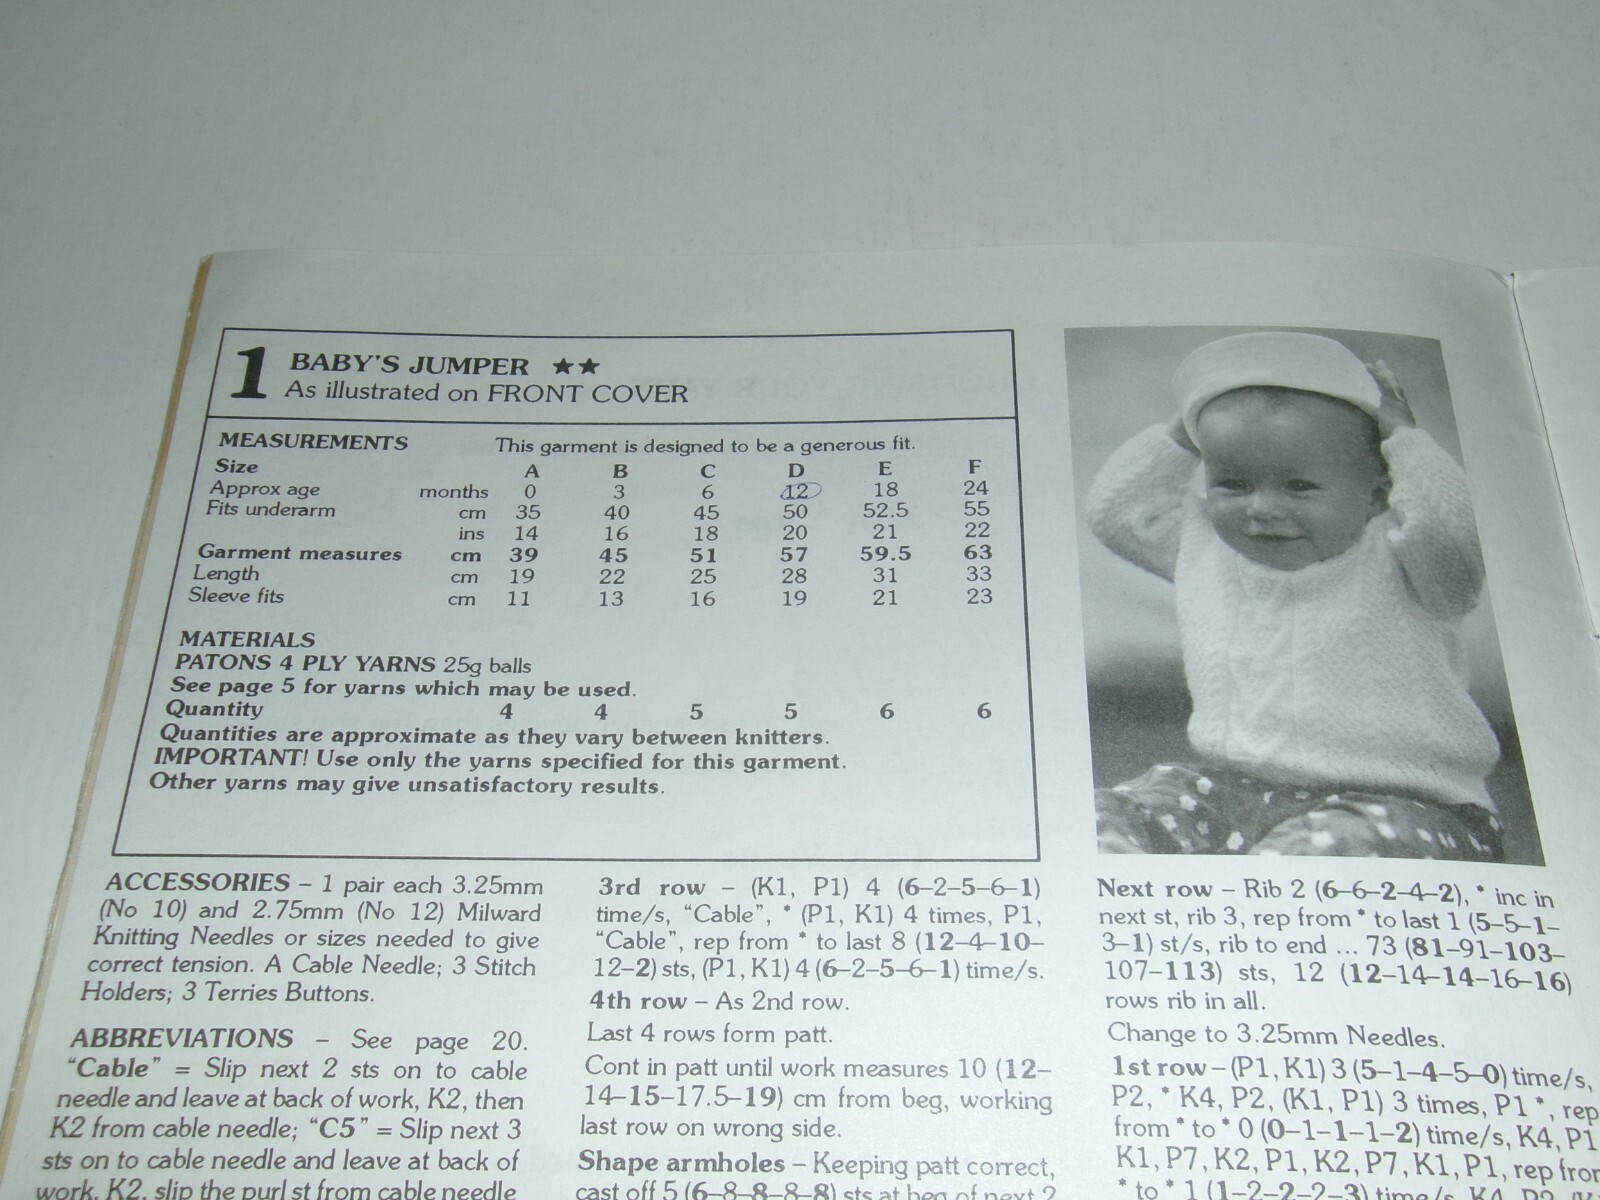 1 BABY'S JUMPER ★★
As illustrated on FRONT COVER
MEASUREMENTS This garment is designed to be a generous fit.
Size A B C D E F
Approx age months 0 3 6 12 18 24
Fits underarm cm 35 40 45 50 52.5 55
ins 14 16 18 20 21 22
Garment measures cm 39 45 51 57 59.5 63
Length cm 19 22 25 28 31 33
Sleeve fits cm 11 13 16 19 21 23
MATERIALS
PATONS 4 PLY YARNS 25g balls
See page 5 for yarns which may be used.
Quantity 4 4 5 5 6 6
Quantities are approximate as they vary between knitters.
IMPORTANT! Use only the yarns specified for this garment.
Other yarns may give unsatisfactory results.
ACCESSORIES – 1 pair each 3.25mm
(No 10) and 2.75mm (No 12) Milward
Knitting Needles or sizes needed to give
correct tension. A Cable Needle; 3 Stitch
Holders; 3 Terries Buttons.
ABBREVIATIONS – See page 20.
"Cable" = Slip next 2 sts on to cable
needle and leave at back of work, K2, then
K2 from cable needle; "C5" = Slip next 3
sts on to cable needle and leave at back of
work, K2, slip the purl st from cable needle
3rd row – (K1, P1) 4 (6–2–5–6–1)
time/s, "Cable", * (P1, K1) 4 times, P1,
"Cable", rep from * to last 8 (12–4–10–
12–2) sts, (P1, K1) 4 (6–2–5–6–1) time/s.
4th row – As 2nd row.
Last 4 rows form patt.
Cont in patt until work measures 10 (12–
14–15–17.5–19) cm from beg, working
last row on wrong side.
Shape armholes – Keeping patt correct,
cast off 5 (6–8–8–8–8) sts at beg of next 2
Next row – Rib 2 (6–6–2–4–2), * inc in
next st, rib 3, rep from * to last 1 (5–5–1–
3–1) st/s, rib to end ... 73 (81–91–103–
107–113) sts, 12 (12–14–14–16–16)
rows rib in all.
Change to 3.25mm Needles.
1st row – (P1, K1) 3 (5–1–4–5–0) time/s,
P2, * K4, P2, (K1, P1) 3 times, P1 *, rep
from * to * 0 (0–1–1–1–2) time/s, K4, P1
K1, P7, K2, P1, K2, P7, K1, P1, rep from
* to * 1 (1–2–2–2–3) time/s,